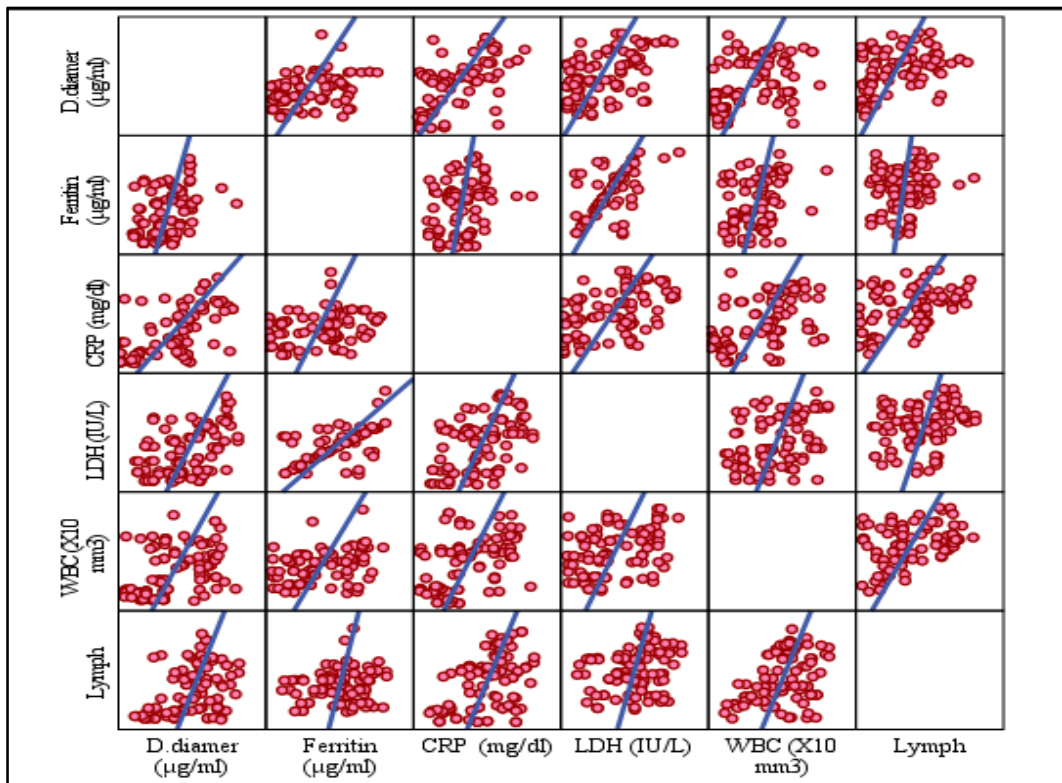 D.diamer
(µg/ml)
Ferritin
(µg/ml)
CRP (mg/dl)
LDH (IU/L)
WBC (X10
mm3)
Lymph
D.diamer
(µg/ml)
Ferritin
(µg/ml)
CRP (mg/dl)
LDH (IU/L)
WBC (X10
mm3)
Lymph